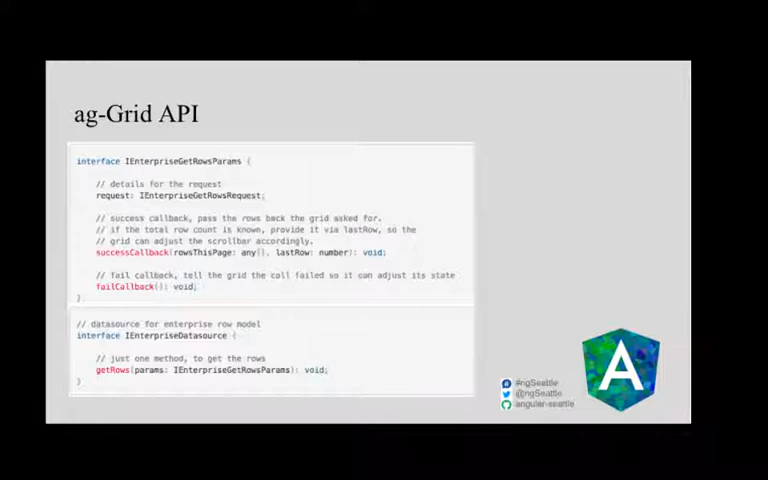 ag-Grid API
interface IEnterpriseGetRowsParams {
// details for the request
request: IEnterpriseGetRowsRequest;
// success callback, pass the rows back the grid asked for.
// if the total row count is known, provide it via lastRow, so the
// grid can adjust the scrollbar accordingly.
successCallback(rowsThisPage: any[], lastRow: number): void;
// fail callback, tell the grid the call failed so it can adjust its state
failCallback(): void;
}
// datasource for enterprise row model
interface IEnterpriseDatasource {
// just one method, to get the rows
getRows(params: IEnterpriseGetRowsParams): void;
}
#ngSeattle
@ngSeattle
angular-seattle
A